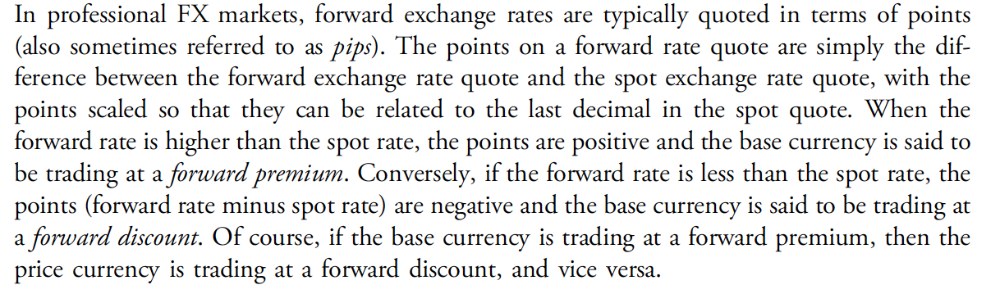 In professional FX markets, forward exchange rates are typically quoted in terms of points
(also sometimes referred to as pips). The points on a forward rate quote are simply the dif-
ference between the forward exchange rate quote and the spot exchange rate quote, with the
points scaled so that they can be related to the last decimal in the spot quote. When the
forward rate is higher than the spot rate, the points are positive and the base currency is said to
be trading at a forward premium. Conversely, if the forward rate is less than the spot rate, the
points (forward rate minus spot rate) are negative and the base currency is said to be trading at
a forward discount. Of course, if the base currency is trading at a forward premium, then the
price currency is trading at a forward discount, and vice versa.